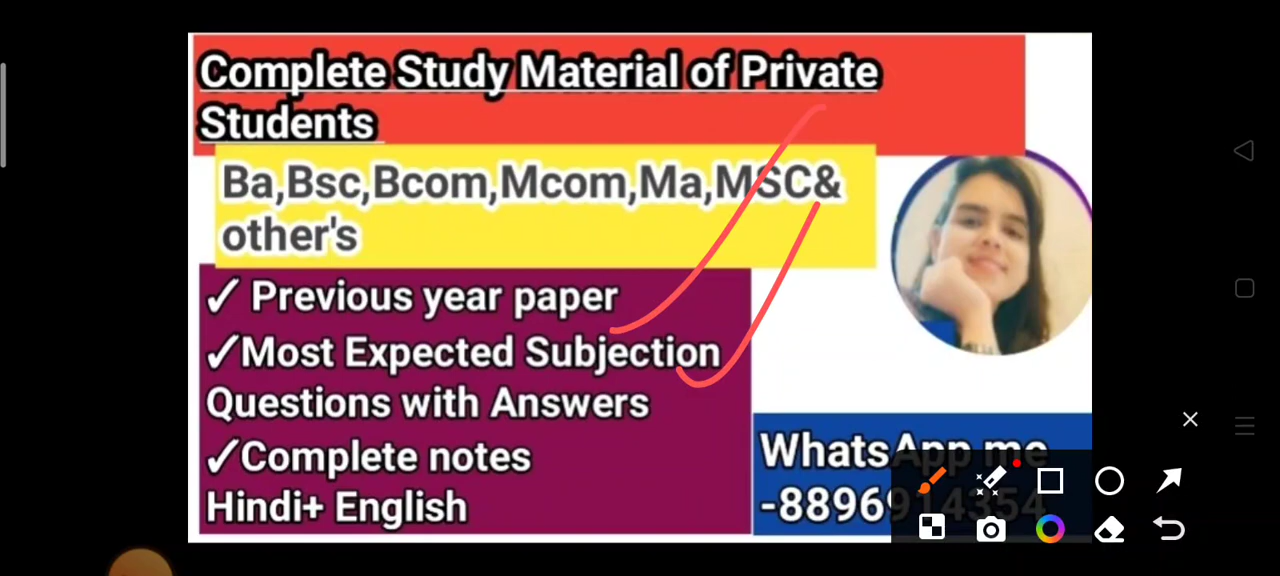 Complete Study Material of Private
Students
Ba,Bsc,Bcom,Mcom,Ma,MSC&
other's
✓ Previous year paper
✓Most Expected Subjection
Questions with Answers
✓Complete notes
Hindi+ English
WhatsApp me
-8896914354